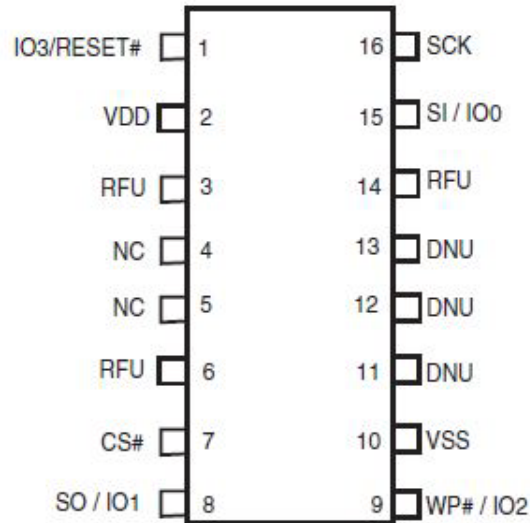 IO3/RESET# 1 16 SCK
VDD 2 15 SI / IO0
RFU 3 14 RFU
NC 4 13 DNU
NC 5 12 DNU
RFU 6 11 DNU
CS# 7 10 VSS
SO / IO1 8 9 WP# / IO2